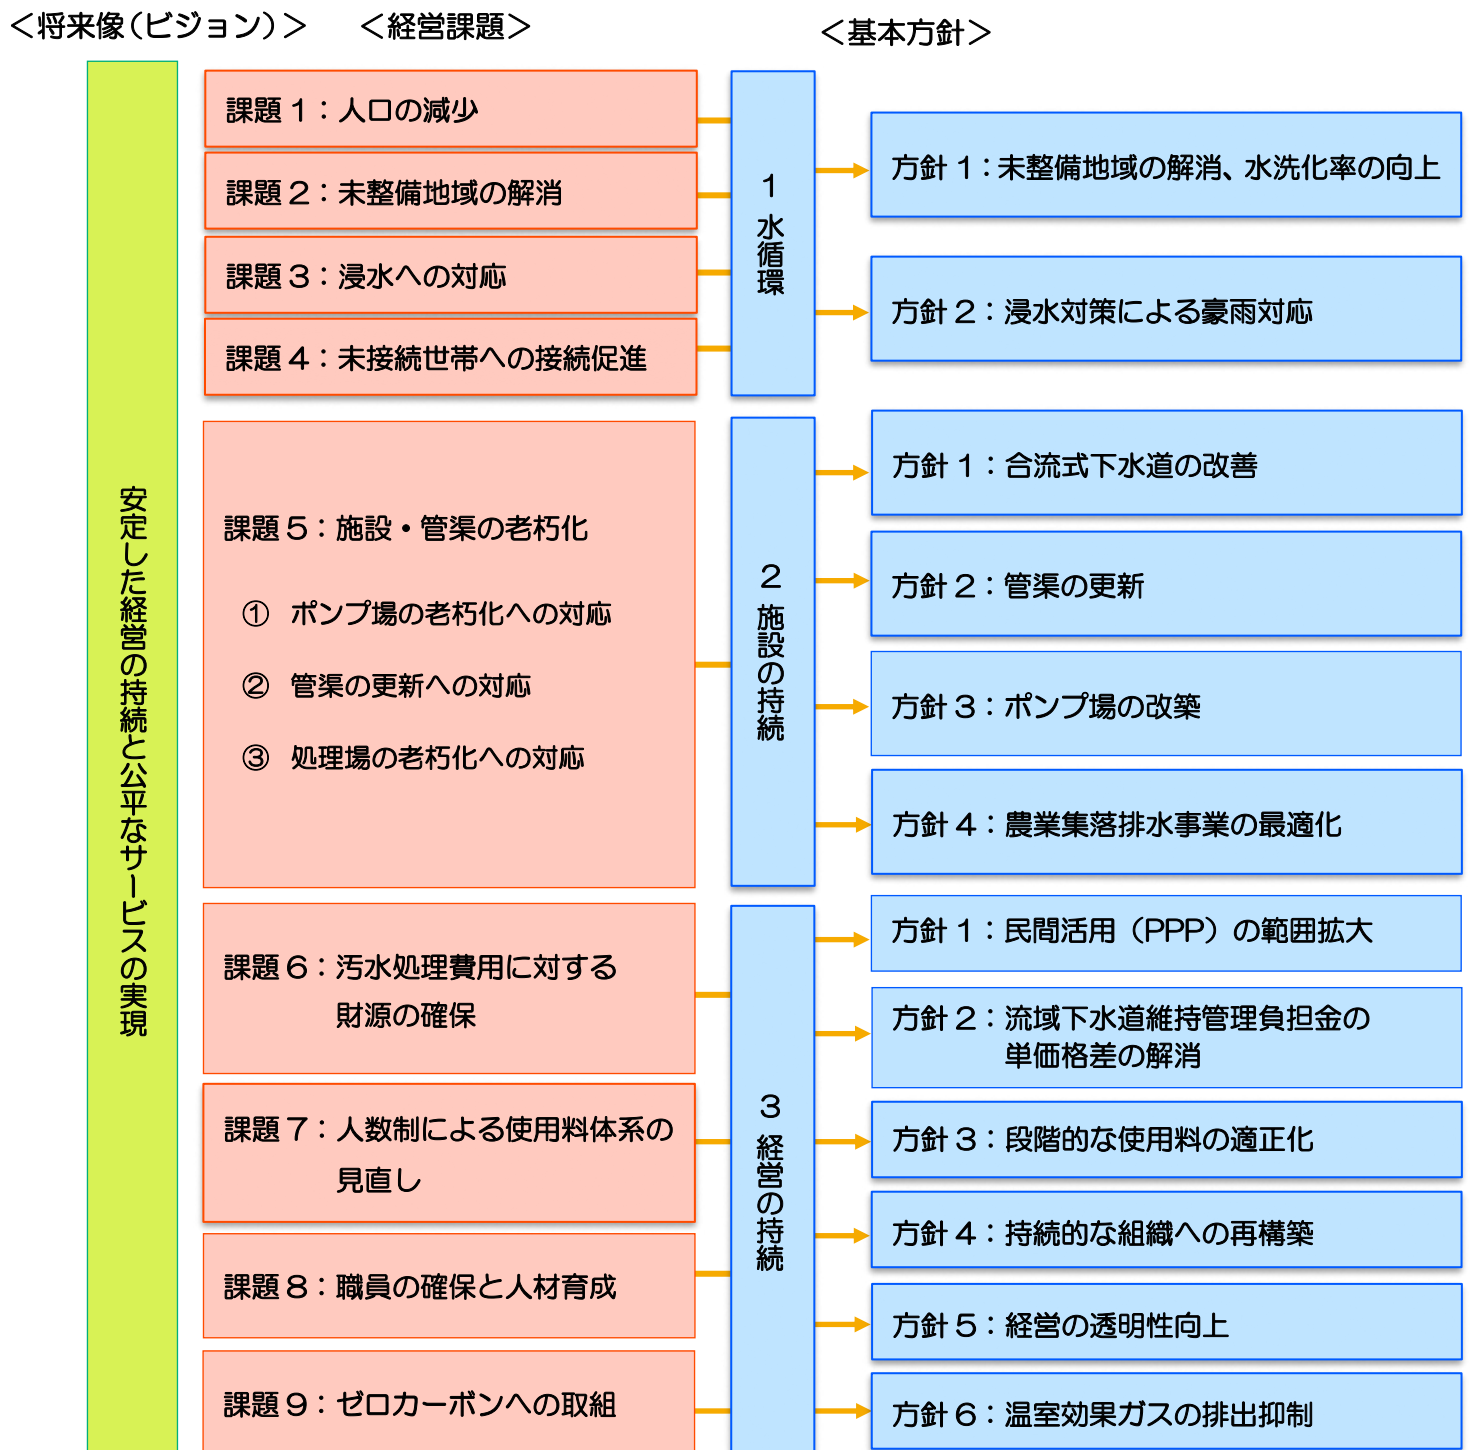 ＜将来像（ビジョン）＞
＜経営課題＞
＜基本方針＞
安定した経営の持続と公平なサービスの実現
課題１：人口の減少
課題２：未整備地域の解消
課題３：浸水への対応
課題４：未接続世帯への接続促進
１ 水循環
方針１：未整備地域の解消、水洗化率の向上
方針２：浸水対策による豪雨対応
課題５：施設・管渠の老朽化
① ポンプ場の老朽化への対応
② 管渠の更新への対応
③ 処理場の老朽化への対応
２ 施設の持続
方針１：合流式下水道の改善
方針２：管渠の更新
方針３：ポンプ場の改築
方針４：農業集落排水事業の最適化
課題６：汚水処理費用に対する
財源の確保
課題７：人数制による使用料体系の
見直し
課題８：職員の確保と人材育成
課題９：ゼロカーボンへの取組
３ 経営の持続
方針１：民間活用（PPP）の範囲拡大
方針２：流域下水道維持管理負担金の
単価格差の解消
方針３：段階的な使用料の適正化
方針４：持続的な組織への再構築
方針５：経営の透明性向上
方針６：温室効果ガスの排出抑制